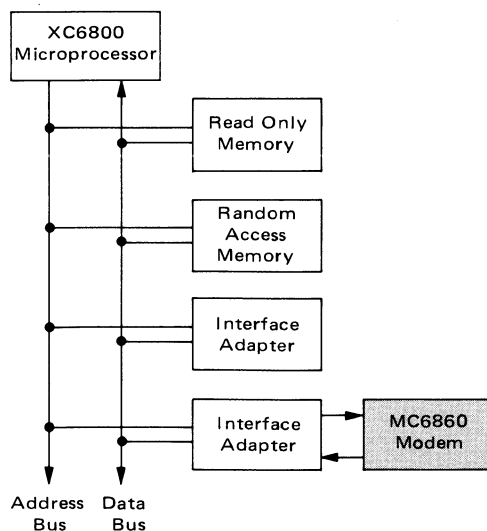 XC6800
Microprocessor
Read Only
Memory
Random
Access
Memory
Interface
Adapter
Interface
Adapter
MC6860
Modem
Address
Bus
Data
Bus